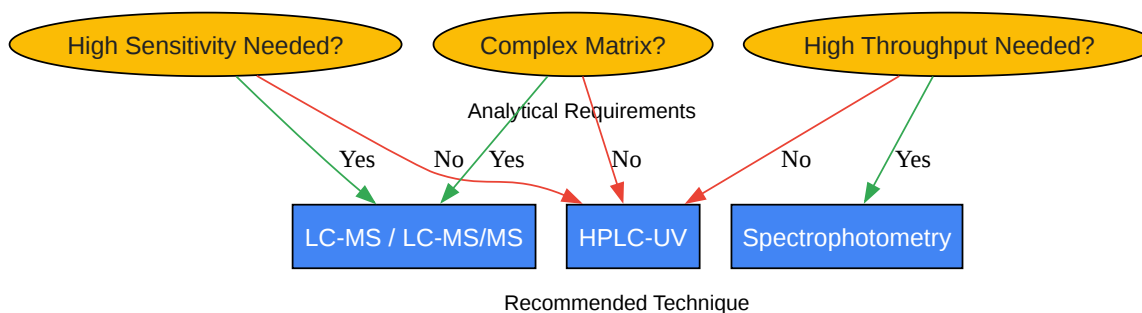 High Sensitivity Needed?
Complex Matrix?
High Throughput Needed?
Analytical Requirements
Yes
No
Yes
No
No
Yes
LC-MS / LC-MS/MS
HPLC-UV
Spectrophotometry
Recommended Technique